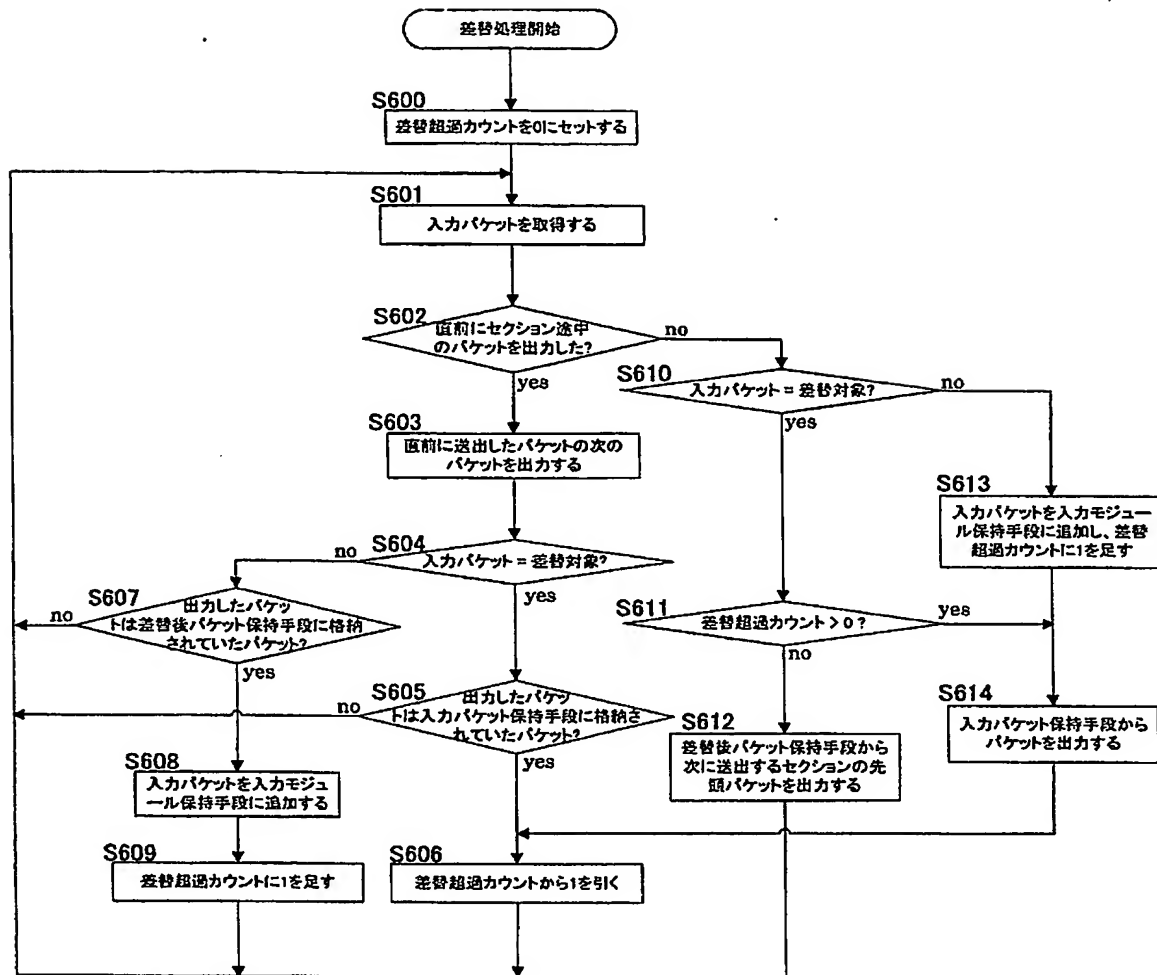 差替処理開始
S600
差替超過カウントを0にセットする
S601
入力パケットを取得する
S602
直前にセクション途中
のパケットを出力した?
no
yes
S610
入力パケット = 差替対象?
no
yes
S603
直前に送出したパケットの次の
パケットを出力する
S613
入力パケットを入力モジュー
ル保持手段に追加し、差替
超過カウントに1を足す
S604
入力パケット = 差替対象?
no
yes
S607
出力したパケッ
トは差替後パケット保持手段に格納
されていたパケット?
no
yes
S611
差替超過カウント > 0 ?
yes
no
S605
出力したパケッ
トは入力パケット保持手段に格納さ
れていたパケット?
no
yes
S612
差替後パケット保持手段から
次に送出するセクションの先
頭パケットを出力する
S614
入力パケット保持手段から
パケットを出力する
S608
入力パケットを入力モジュ
ール保持手段に追加する
S609
差替超過カウントに1を足す
S606
差替超過カウントから1を引く